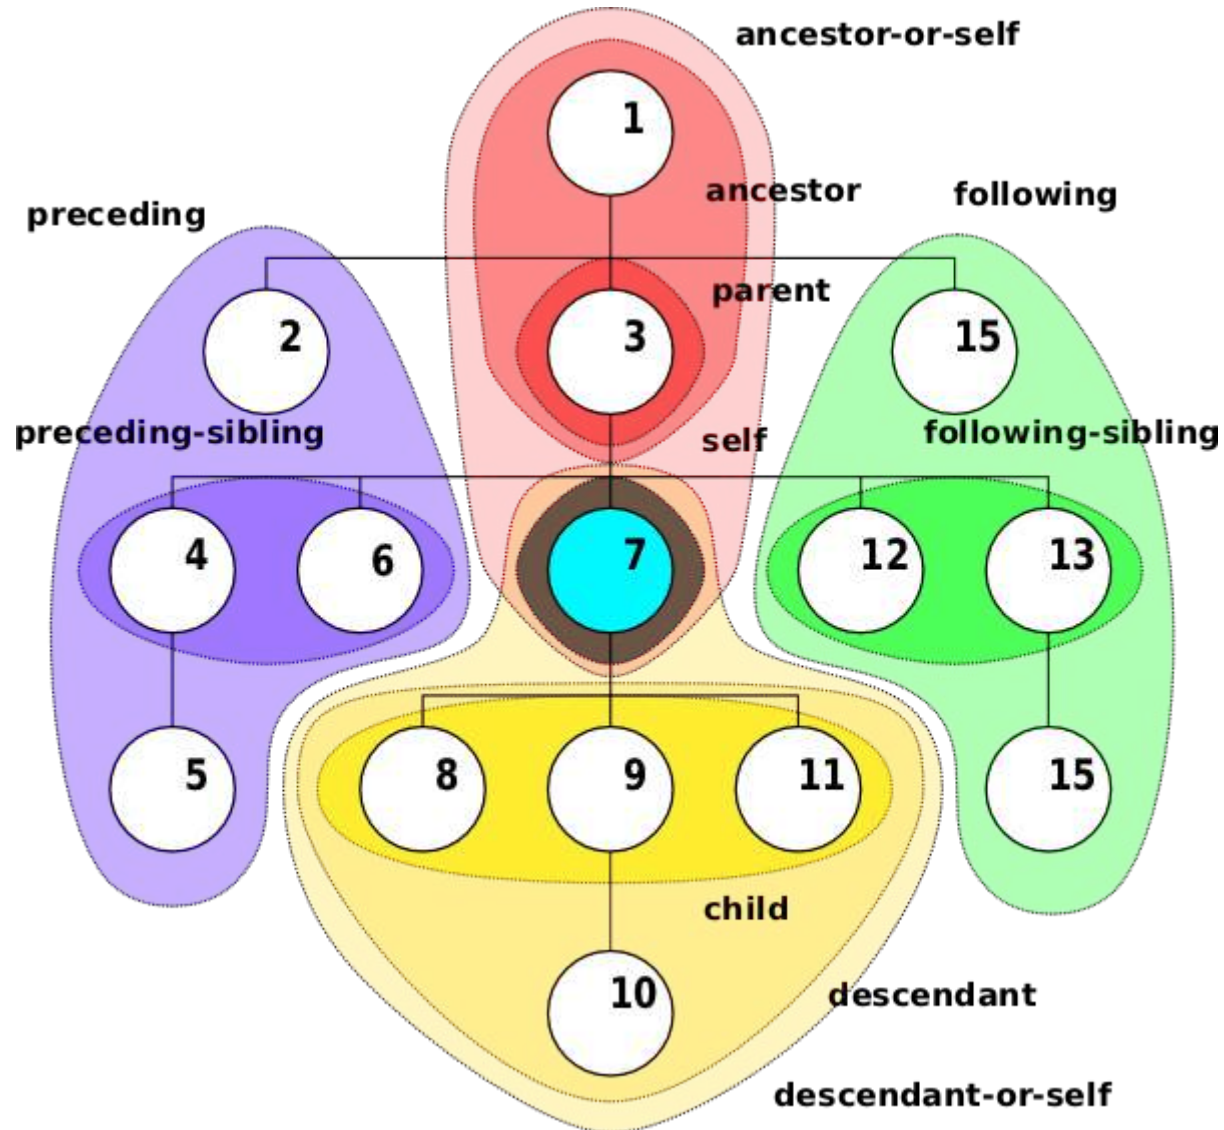 ancestor-or-self
1
ancestor
following
preceding
parent
2
3
15
preceding-sibling
self
following-sibling
4
6
7
12
13
5
8
9
11
15
child
10
descendant
descendant-or-self